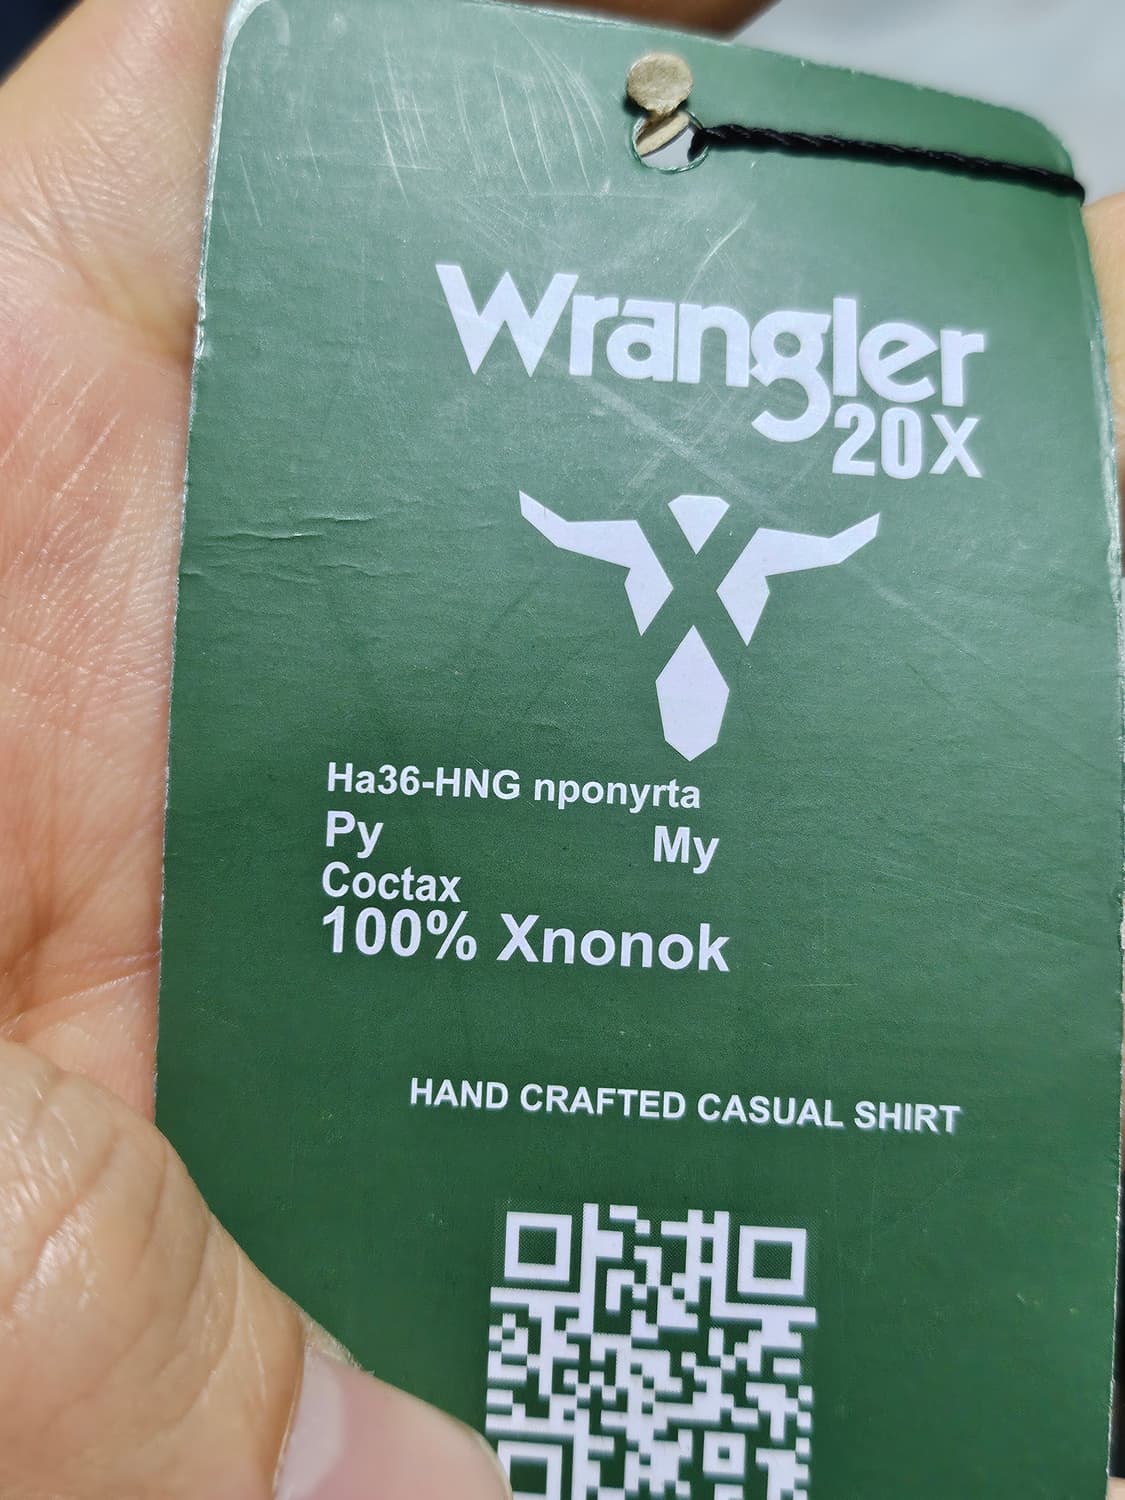 Wrangler
20X
Ha36-HNG nponyrta
Py My
Coctax
100% Xnonok
HAND CRAFTED CASUAL SHIRT